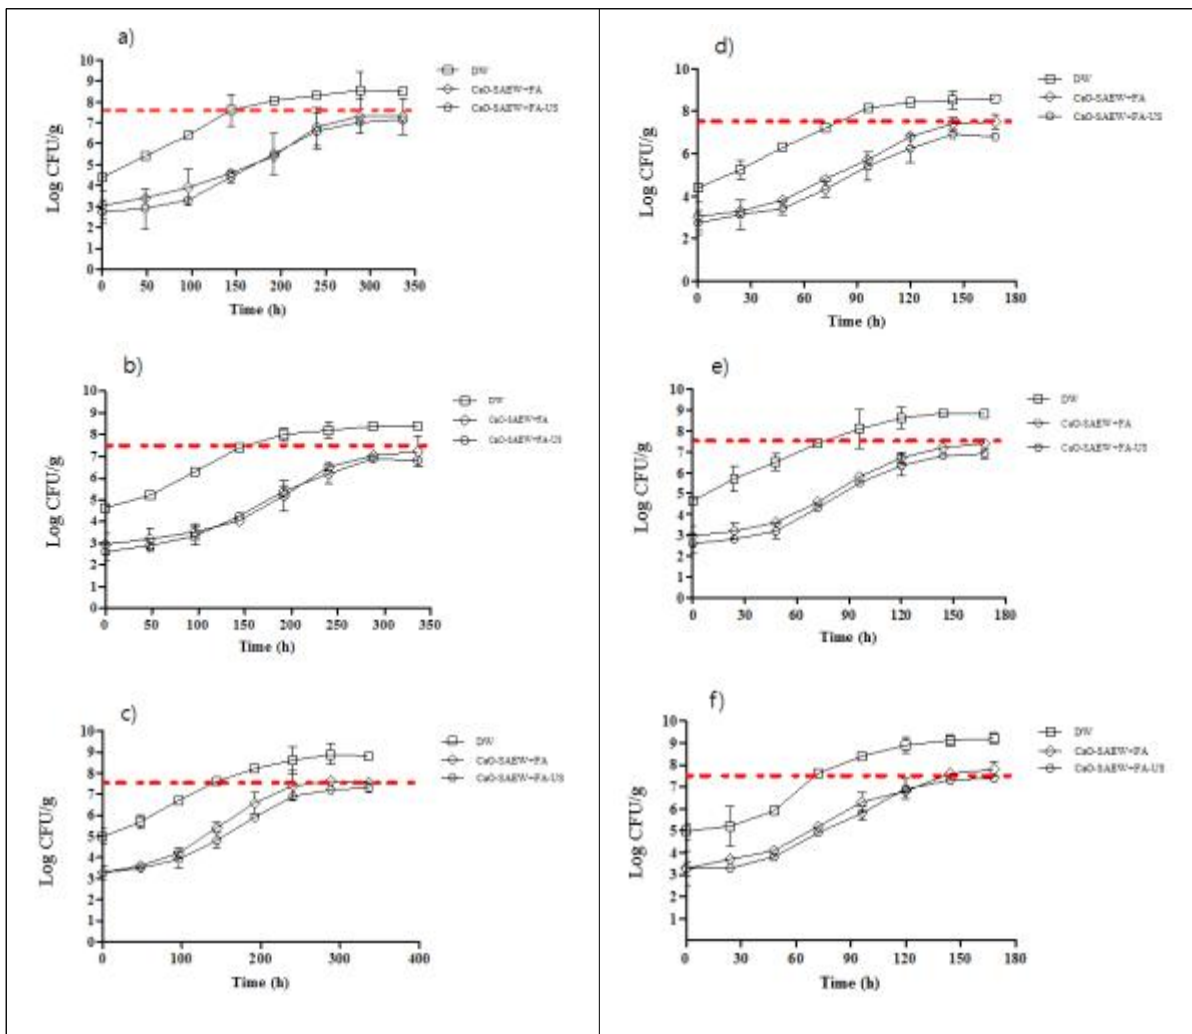 a)
10
9
8
7
6
5
4
3
2
1
0
Log CFU/g
0 50 100 150 200 250 300 350
Time (h)
DW
CaO-SAEW+FA
CaO-SAEW+FA-US
b)
10
9
8
7
6
5
4
3
2
1
0
Log CFU/g
0 50 100 150 200 250 300 350
Time (h)
DW
CaO-SAEW+FA
CaO-SAEW+FA-US
c)
10
9
8
7
6
5
4
3
2
1
0
Log CFU/g
0 100 200 300 400
Time (h)
DW
CaO-SAEW+FA
CaO-SAEW+FA-US
d)
10
8
6
4
2
0
Log CFU/g
0 30 60 90 120 150 180
Time (h)
DW
CaO-SAEW+FA
CaO-SAEW+FA-US
e)
10
9
8
7
6
5
4
3
2
1
0
Log CFU/g
0 30 60 90 120 150 180
Time (h)
DW
CaO-SAEW+FA
CaO-SAEW+FA-US
f)
10
9
8
7
6
5
4
3
2
1
Log CFU/g
0 30 60 90 120 150 180
Time (h)
DW
CaO-SAEW+FA
CaO-SAEW+FA-US